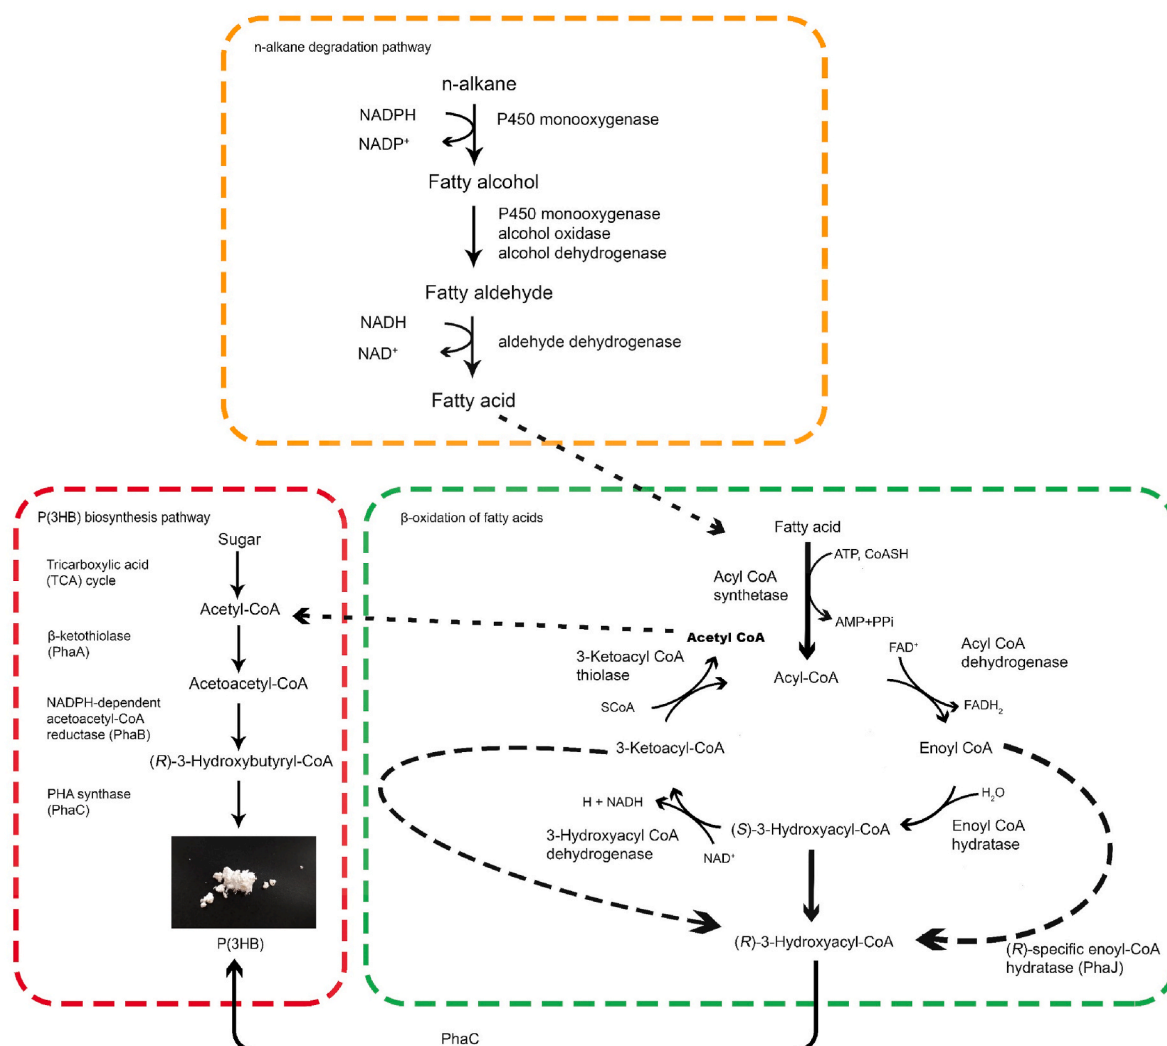 n-alkane degradation pathway
n-alkane
NADPH
P450 monooxygenase
NADP⁺
Fatty alcohol
P450 monooxygenase
alcohol oxidase
alcohol dehydrogenase
Fatty aldehyde
NADH
aldehyde dehydrogenase
NAD⁺
Fatty acid
P(3HB) biosynthesis pathway
Sugar
Tricarboxylic acid
(TCA) cycle
Acetyl-CoA
β-ketothiolase
(PhaA)
Acetoacetyl-CoA
NADPH-dependent
acetoacetyl-CoA
reductase (PhaB)
(R)-3-Hydroxybutyryl-CoA
PHA synthase
(PhaC)
P(3HB)
β-oxidation of fatty acids
Fatty acid
ATP, CoASH
Acyl CoA
synthetase
AMP+PPi
Acetyl CoA
3-Ketoacyl CoA
thiolase
Acyl-CoA
FAD⁺
Acyl CoA
dehydrogenase
SCoA
FADH₂
3-Ketoacyl-CoA
Enoyl CoA
H + NADH
H₂O
(S)-3-Hydroxyacyl-CoA
3-Hydroxyacyl CoA
dehydrogenase
NAD⁺
Enoyl CoA
hydratase
(R)-3-Hydroxyacyl-CoA
(R)-specific enoyl-CoA
hydratase (PhaJ)
PhaC